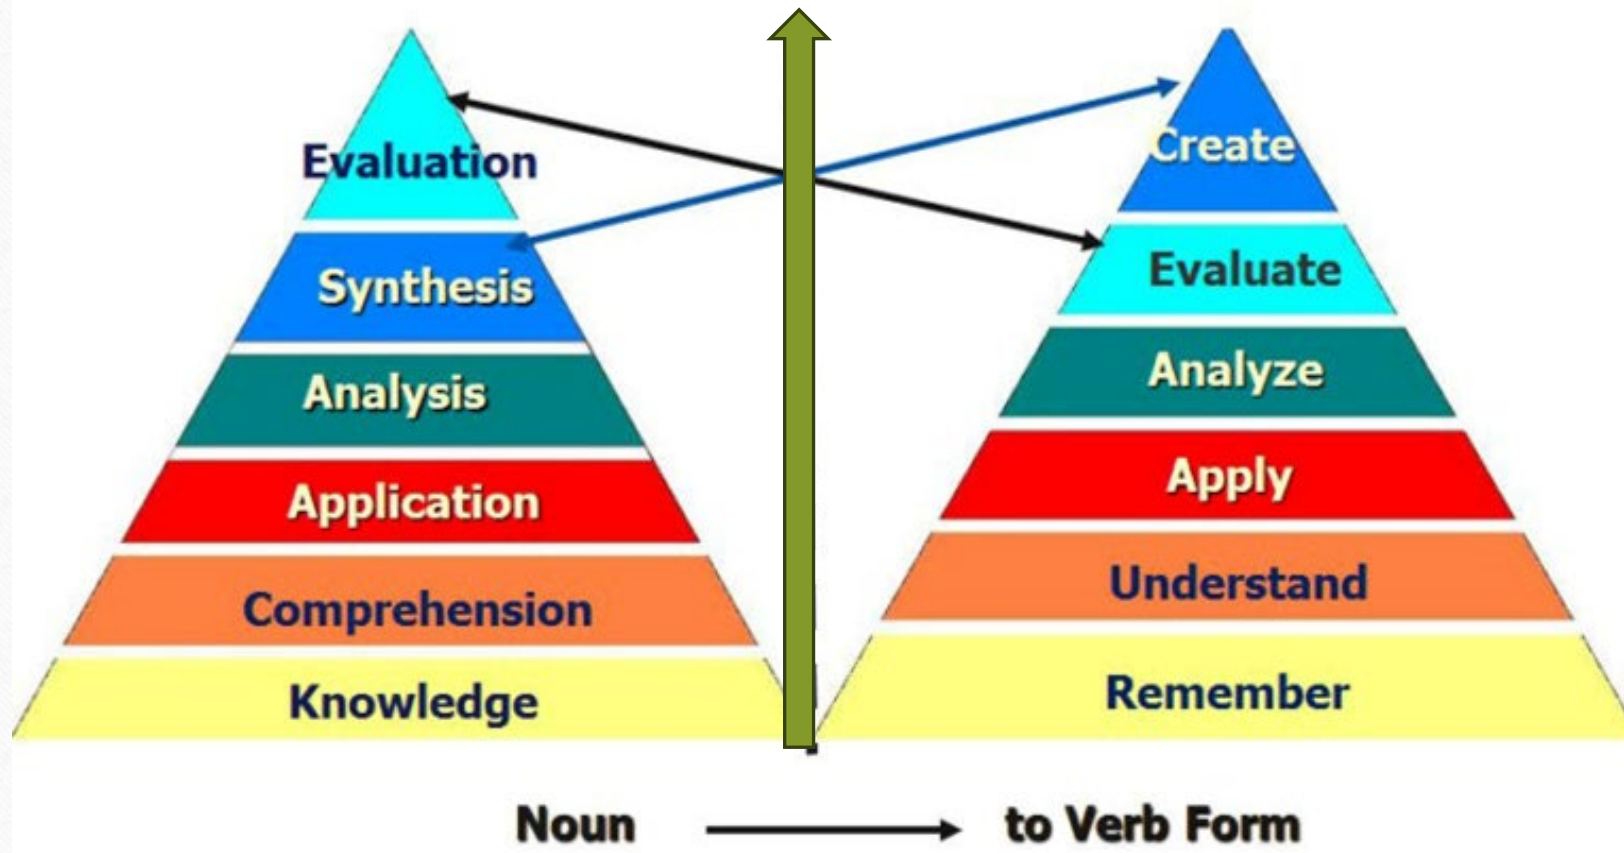 Evaluation
Synthesis
Analysis
Application
Comprehension
Knowledge
Create
Evaluate
Analyze
Apply
Understand
Remember
Noun to Verb Form